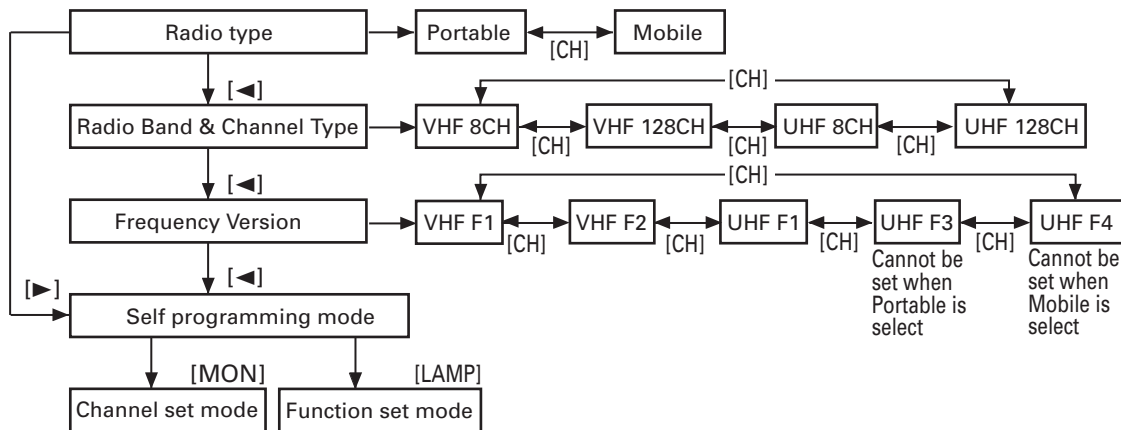 Radio type
Portable
[CH]
Mobile
[◄]
[CH]
Radio Band & Channel Type
VHF 8CH
[CH]
VHF 128CH
[CH]
UHF 8CH
[CH]
UHF 128CH
[◄]
[CH]
Frequency Version
VHF F1
[CH]
VHF F2
[CH]
UHF F1
[CH]
UHF F3
[CH]
UHF F4
Cannot be
set when
Portable is
select
Cannot be
set when
Mobile is
select
[◄]
[►]
Self programming mode
[MON]
[LAMP]
Channel set mode
Function set mode